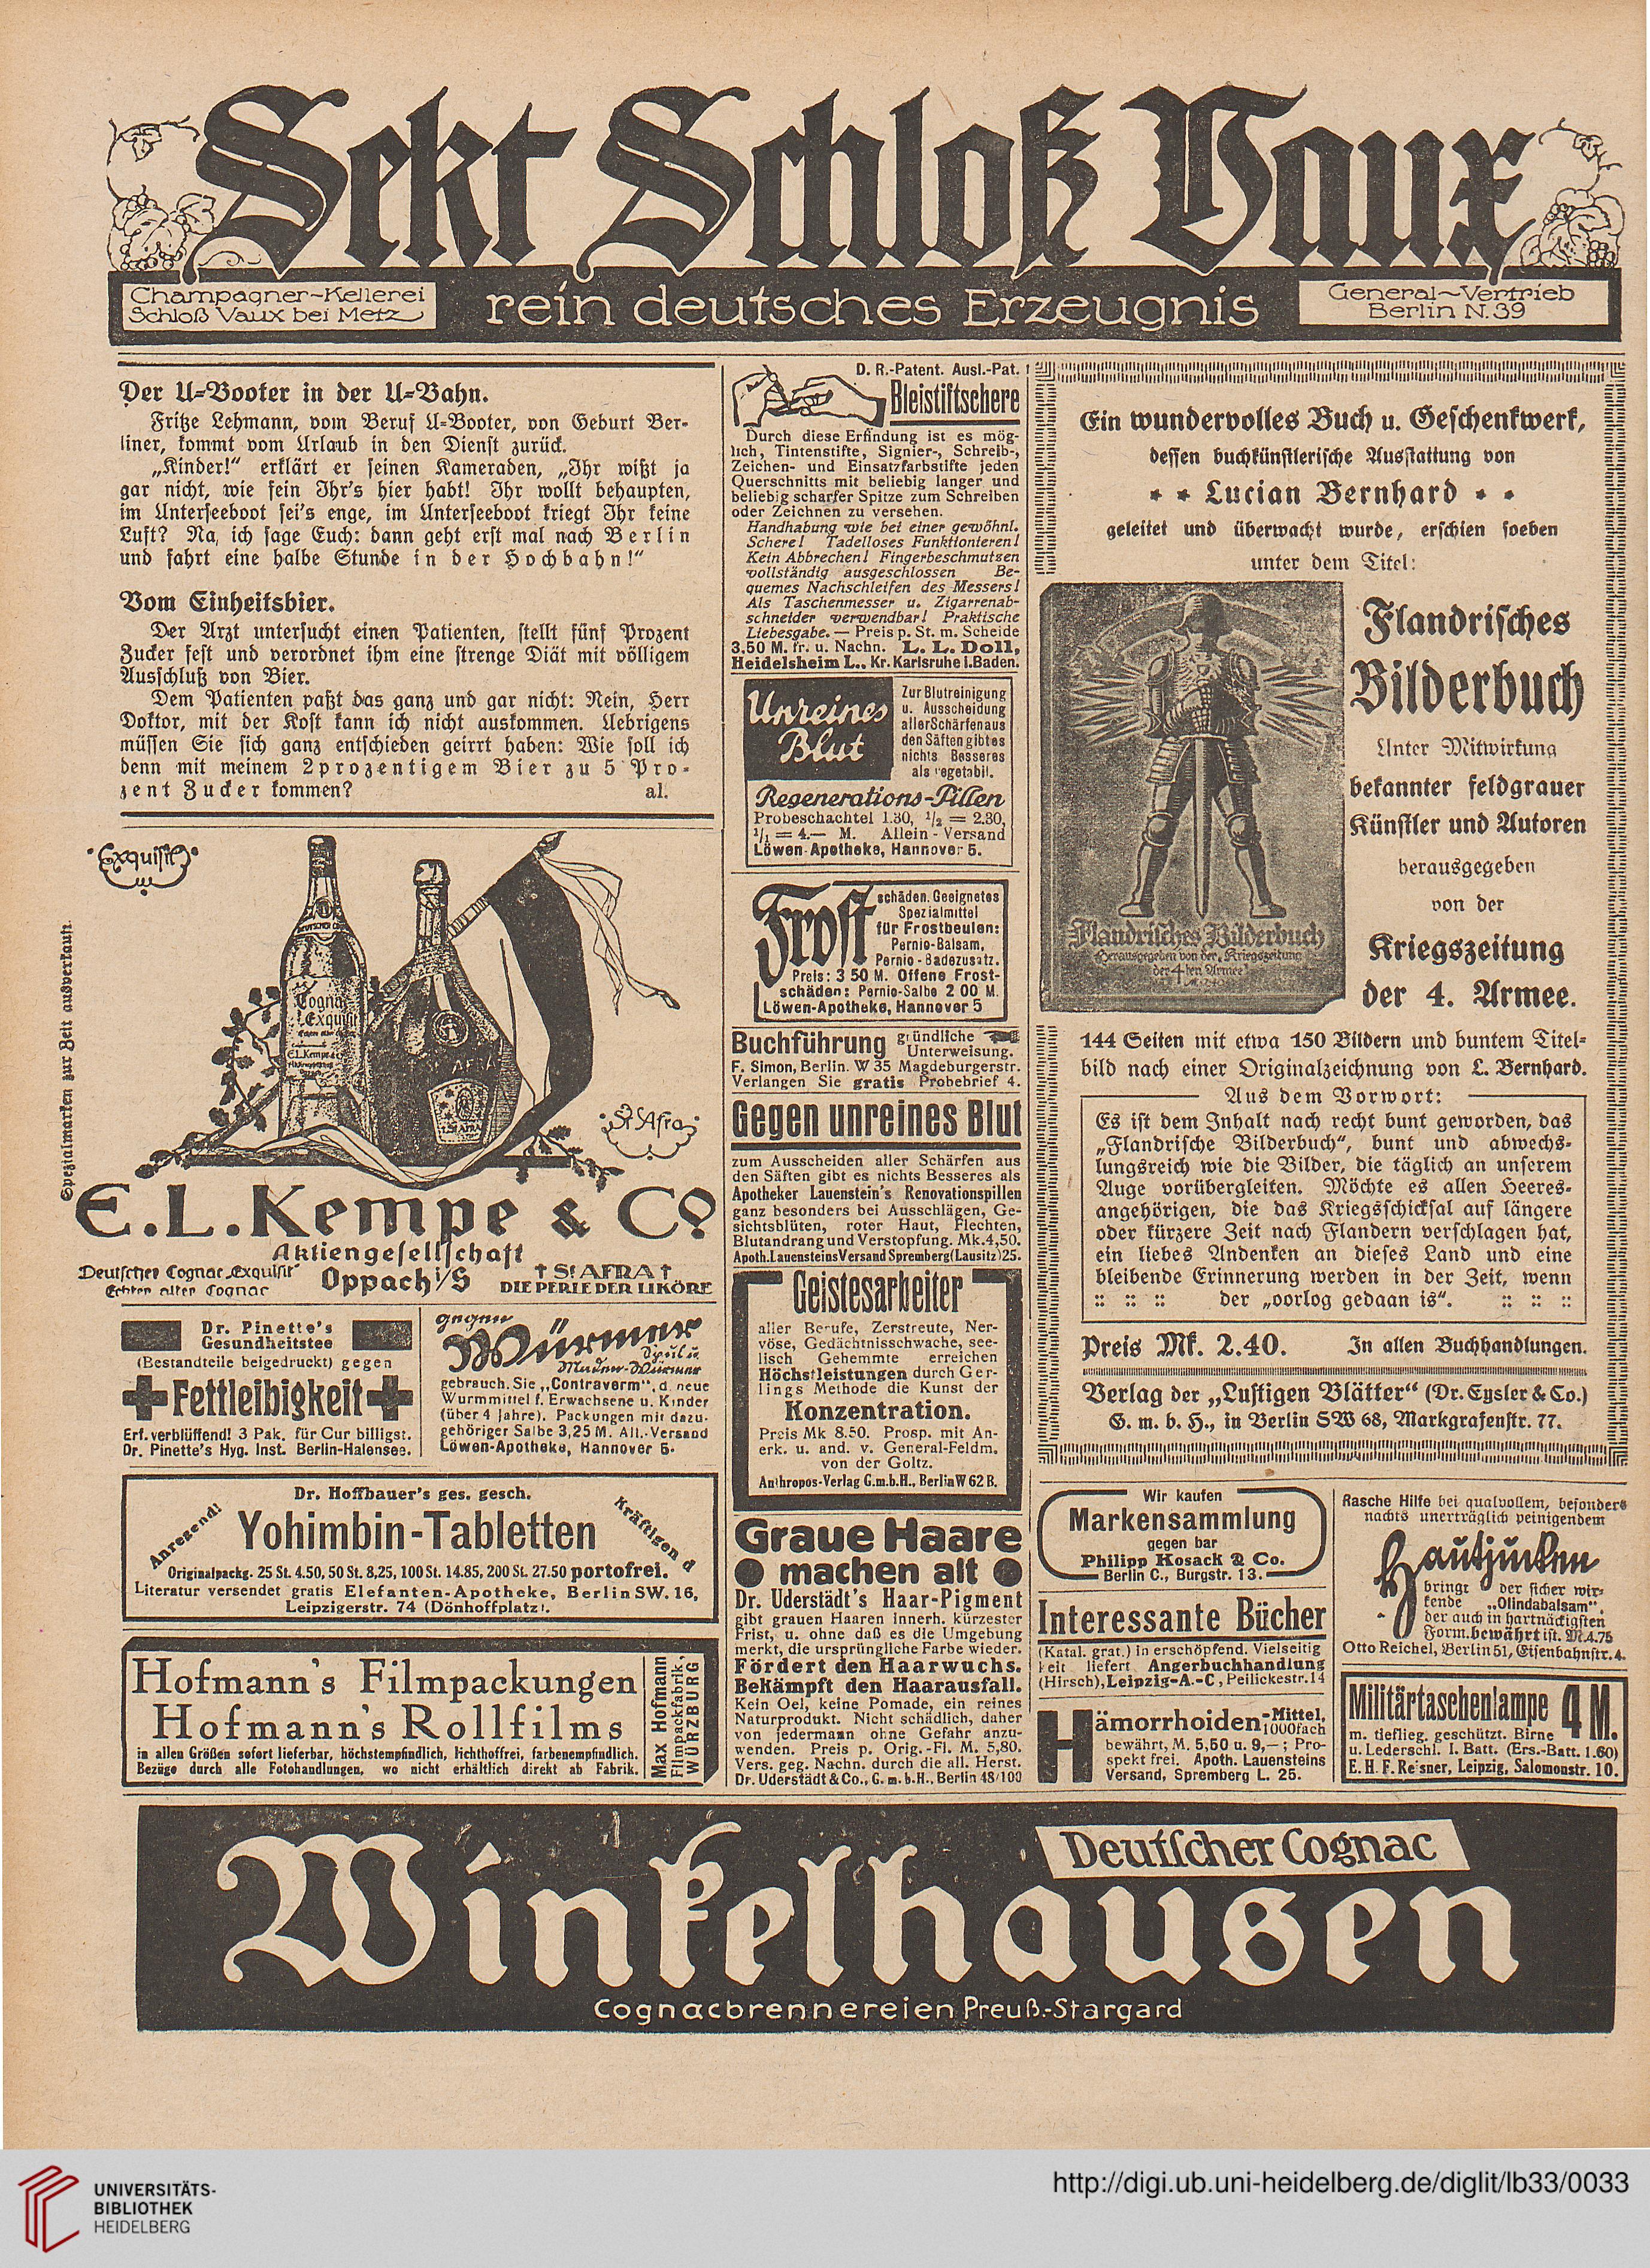 Sekt Schloß Vaux
Champagner-Kellerei
Schloß Vaux bei Metz
rein deutsches Erzeugnis
General-Vertrieb
Berlin N. 39
Der U-Booter in der U-Bahn.
Fritze Lehmann, vom Beruf U-Booter, von Geburt Ber-
liner, kommt vom Urlaub in den Dienst zurück.
„Kinder!“ erklärt er seinen Kameraden, „Ihr wißt ja
gar nicht, wie fein Ihr's hier habt! Ihr wollt behaupten,
im Unterseeboot sei's enge, im Unterseeboot kriegt Ihr keine
Luft? Na, ich sage Euch: dann geht erst mal nach Berlin
und fahrt eine halbe Stunde in der Hochbahn!“
Vom Einheitsbier.
Der Arzt untersucht einen Patienten, stellt fünf Prozent
Zucker fest und verordnet ihm eine strenge Diät mit völligem
Ausschluß von Bier.
Dem Patienten paßt das ganz und gar nicht: Nein, Herr
Doktor, mit der Kost kann ich nicht auskommen. Uebrigens
müssen Sie sich ganz entschieden geirrt haben: Wie soll ich
denn mit meinem 2prozentigem Bier zu 5 Pro-
zent Zucker kommen? al.
Exquisit
Spezialmarken zur Zeit ausverkauft.
Cognac
Exquisit
E.L.Kempe & Co
ST. AFRA
St. Afra
E.L.Kempe & Co
Aktiengesellschaft
Deutscher Cognac „Exquisit“
Echter alter Cognac
Oppach i/S
† St. AFRA †
DIE PERLE DER LIKÖRE
Dr. Pinette's
Gesundheitstee
(Bestandteile beigedruckt) gegen
Fettleibigkeit
Erf. verblüffend! 3 Pak. für Cur billigst.
Dr. Pinette's Hyg. Inst. Berlin-Halensee.
gegen
Würmer
Spul u.
Maden-Würmer
gebrauch. Sie „Contraverm“, d. neue
Wurmmittel f. Erwachsene u. Kinder
(über 4 Jahre). Packungen mit dazu-
gehöriger Salbe 3,25 M. All.-Versand
Löwen-Apotheke, Hannover 5.
Dr. Hoffbauer's ges. gesch.
Anregend!
Yohimbin-Tabletten
Kräftigend
Originalpackg. 25 St. 4.50, 50 St. 8,25, 100 St. 14.85, 200 St. 27.50 portofrei.
Literatur versendet gratis Elefanten-Apotheke, Berlin SW. 16,
Leipzigerstr. 74 (Dönhoffplatz).
Hofmann's Filmpackungen
Hofmann's Rollfilms
in allen Größen sofort lieferbar, höchstempfindlich, lichthoffrei, farbenempfindlich.
Bezüge durch alle Fotohandlungen, wo nicht erhältlich direkt ab Fabrik.
Max Hofmann
Filmpackfabrik,
WÜRZBURG
D. R.-Patent. Ausl.-Pat.
Bleistiftschere
Durch diese Erfindung ist es mög-
lich, Tintenstifte, Signier-, Schreib-,
Zeichen- und Einsatzfarbstifte jeden
Querschnitts mit beliebig langer und
beliebig scharfer Spitze zum Schreiben
oder Zeichnen zu versehen.
Handhabung wie bei einer gewöhnl.
Schere! Tadelloses Funktionieren!
Kein Abbrechen! Fingerbeschmutzen
vollständig ausgeschlossen Be-
quemes Nachschleifen des Messers!
Als Taschenmesser u. Zigarrenab-
schneider verwendbar! Praktische
Liebesgabe. — Preis p. St. m. Scheide
3.50 M. fr. u. Nachn. L. L. Doll,
Heidelsheim L., Kr. Karlsruhe i. Baden.
Unreines
Blut
Zur Blutreinigung
u. Ausscheidung
aller Schärfen aus
den Säften gibt es
nichts Besseres
als vegetabil.
Regenerations-Pillen
Probeschachtel 1.30, 1/2 = 2.30,
1/1 = 4.— M. Allein-Versand
Löwen-Apotheke, Hannover 5.
Frost
schäden. Geeignetes
Spezialmittel
für Frostbeulen:
Pernio-Balsam,
Pernio-Badezusatz.
Preis: 3 50 M. Offene Frost-
schäden: Pernio-Salbe 2 00 M.
Löwen-Apotheke, Hannover 5
Buchführung gründliche
Unterweisung.
F. Simon, Berlin. W 35 Magdeburgerstr.
Verlangen Sie gratis Probebrief 4.
Gegen unreines Blut
zum Ausscheiden aller Schärfen aus
den Säften gibt es nichts Besseres als
Apotheker Lauenstein's Renovationspillen
ganz besonders bei Ausschlägen, Ge-
sichtsblüten, roter Haut, Flechten,
Blutandrang und Verstopfung. Mk. 4,50.
Apoth. Lauensteins Versand Spremberg (Lausitz) 25.
Geistesarbeiter
aller Berufe, Zerstreute, Ner-
vöse, Gedächtnisschwache, see-
lisch Gehemmte erreichen
Höchstleistungen durch Ger-
lings Methode die Kunst der
Konzentration.
Preis Mk 8.50. Prosp. mit An-
erk. u. and. v. General-Feldm.
von der Goltz.
Anthropos-Verlag G.m.b.H., Berlin W 62 B.
Graue Haare
machen alt
Dr. Uderstädt's Haar-Pigment
gibt grauen Haaren innerh. kürzester
Frist, u. ohne daß es die Umgebung
merkt, die ursprüngliche Farbe wieder.
Fördert den Haarwuchs.
Bekämpft den Haarausfall.
Kein Oel, keine Pomade, ein reines
Naturprodukt. Nicht schädlich, daher
von jedermann ohne Gefahr anzu-
wenden. Preis p. Orig.-Fl. M. 5,80.
Vers. geg. Nachn. durch die all. Herst.
Dr. Uderstädt & Co., G. m. b. H., Berlin 48/100
Ein wundervolles Buch u. Geschenkwerk,
dessen buchkünstlerische Ausstattung von
* * Lucian Bernhard * *
geleitet und überwacht wurde, erschien soeben
unter dem Titel:
Flandrisches Bilderbuch
Herausgegeben von der Kriegszeitung
der 4ten Armee
Flandrisches
Bilderbuch
Unter Mitwirkung
bekannter feldgrauer
Künstler und Autoren
herausgegeben
von der
Kriegszeitung
der 4. Armee.
144 Seiten mit etwa 150 Bildern und buntem Titel-
bild nach einer Originalzeichnung von L. Bernhard.
Aus dem Vorwort:
Es ist dem Inhalt nach recht bunt geworden, das
„Flandrische Bilderbuch“, bunt und abwechs-
lungsreich wie die Bilder, die täglich an unserem
Auge vorübergleiten. Möchte es allen Heeres-
angehörigen, die das Kriegsschicksal auf längere
oder kürzere Zeit nach Flandern verschlagen hat,
ein liebes Andenken an dieses Land und eine
bleibende Erinnerung werden in der Zeit, wenn
:: :: :: der „oorlog gedaan is“. :: :: ::
Preis Mk. 2.40. In allen Buchhandlungen.
Verlag der „Lustigen Blätter“ (Dr. Eysler & Co.)
G. m. b. H., in Berlin SW 68, Markgrafenstr. 77.
Wir kaufen
Markensammlung
gegen bar
Philipp Kosack & Co.
Berlin C., Burgstr. 13.
Interessante Bücher
(Katal. grat.) in erschöpfend. Vielseitig
keit liefert Angerbuchhandlung
(Hirsch), Leipzig-A.-C, Peilickestr. 14
Hämorrhoiden-Mittel,
1000fach
bewährt, M. 5,50 u. 9,—; Pro-
spekt frei. Apoth. Lauensteins
Versand, Spremberg L. 25.
Rasche Hilfe bei qualvollem, besonders
nachts unerträglich peinigendem
Hautjucken
bringt der sicher wir-
kende „Olindabalsam“,
der auch in hartnäckigsten
Form. bewährt ist. M. 4.75
Otto Reichel, Berlin 51, Eisenbahnstr. 4.
Militärtaschenlampe 4 M.
m. tieflieg. geschützt. Birne
u. Lederschl. I. Batt. (Ers.-Batt. 1.60)
E. H. F. Reisner, Leipzig, Salomonstr. 10.
Deutscher Cognac
Winkelhausen
Cognacbrennereien Preuß.-Stargard
UNIVERSITÄTS-
BIBLIOTHEK
HEIDELBERG
http://digi.ub.uni-heidelberg.de/diglit/lb33/0033